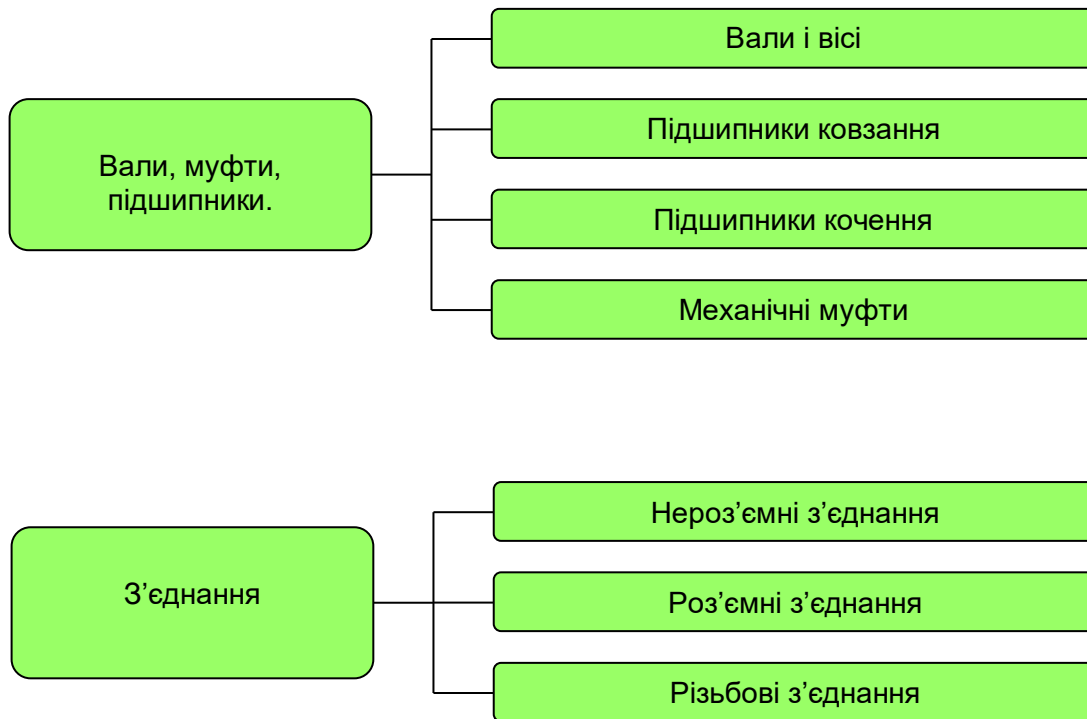 Вали, муфти,
підшипники.
Вали і вісі
Підшипники ковзання
Підшипники кочення
Механічні муфти
З’єднання
Нероз’ємні з’єднання
Роз’ємні з’єднання
Різьбові з’єднання